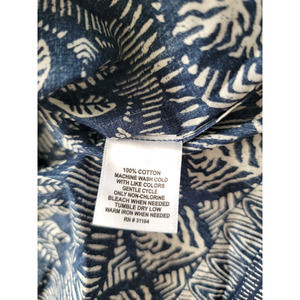 100% COTTON
MACHINE WASH COLD
WITH LIKE COLORS
GENTLE CYCLE
ONLY NON-CHLORINE
BLEACH WHEN NEEDED
TUMBLE DRY LOW
WARM IRON WHEN NEEDED
RN # 31104